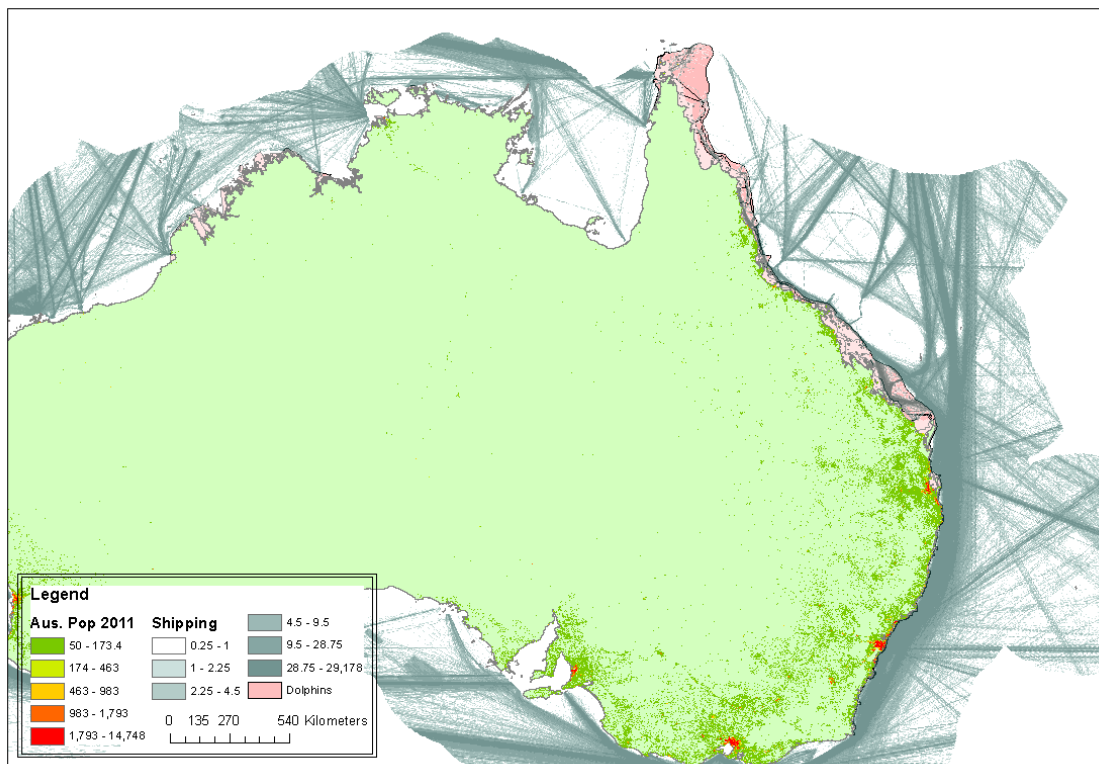 Legend
Aus. Pop 2011
50 - 173.4
174 - 463
463 - 983
983 - 1,793
1,793 - 14,748
Shipping
0.25 - 1
1 - 2.25
2.25 - 4.5
4.5 - 9.5
9.5 - 28.75
28.75 - 29,178
Dolphins
0 135 270 540 Kilometers